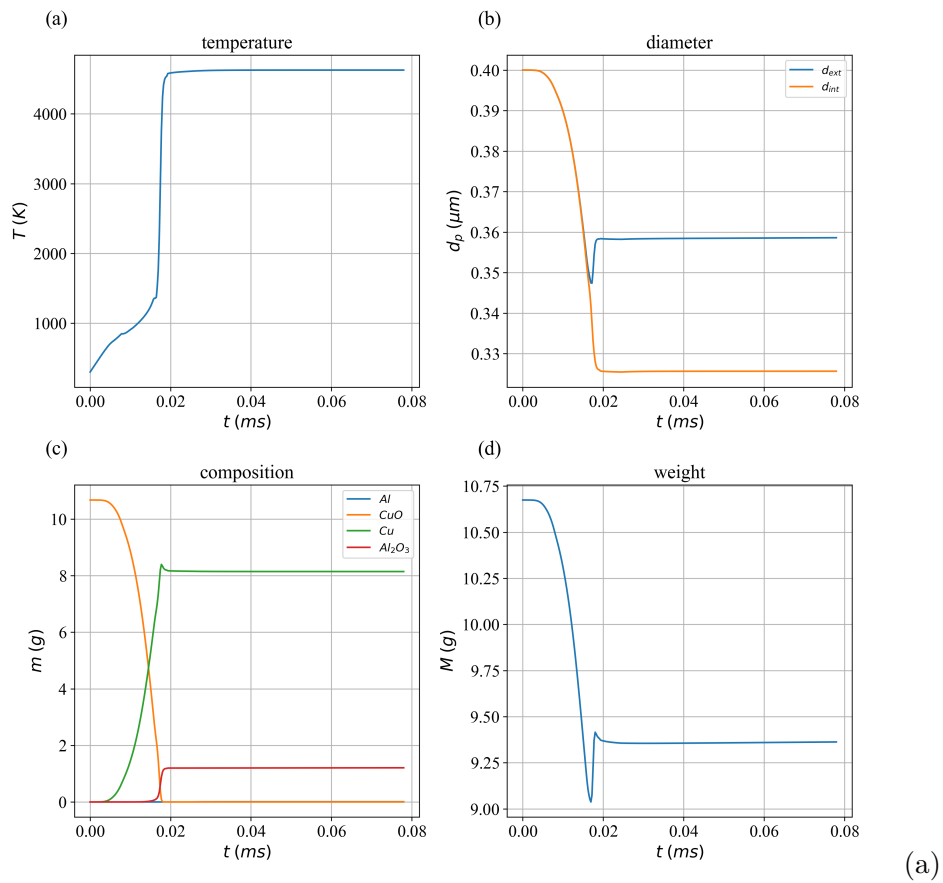 (a)
temperature
4000
3000
2000
1000
T (K)
0.00 0.02 0.04 0.06 0.08
t (ms)
(b)
diameter
d_ext
d_int
0.40
0.39
0.38
0.37
0.36
0.35
0.34
0.33
d_p (μm)
0.00 0.02 0.04 0.06 0.08
t (ms)
(c)
composition
Al
CuO
Cu
Al₂O₃
10
8
6
4
2
0
m (g)
0.00 0.02 0.04 0.06 0.08
t (ms)
(d)
weight
10.75
10.50
10.25
10.00
9.75
9.50
9.25
9.00
M (g)
0.00 0.02 0.04 0.06 0.08
t (ms)
(a)